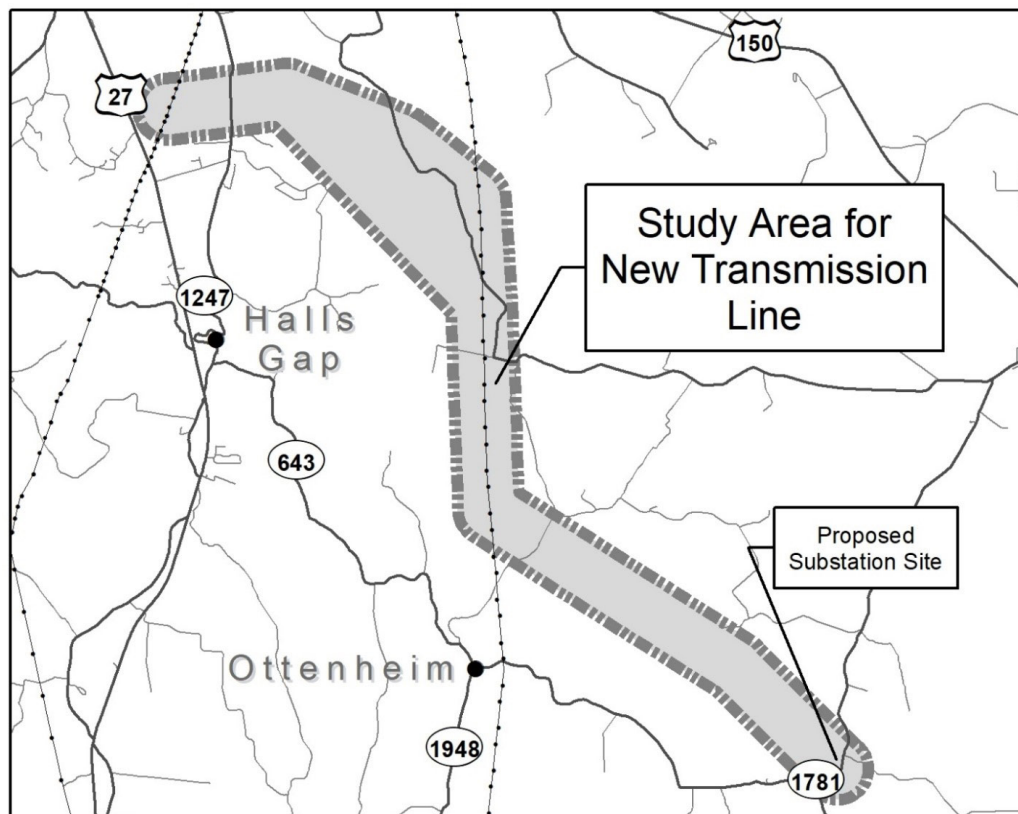 150
27
Study Area for
New Transmission
Line
1247
Halls
Gap
643
Proposed
Substation Site
Ottenheim
1948
1781